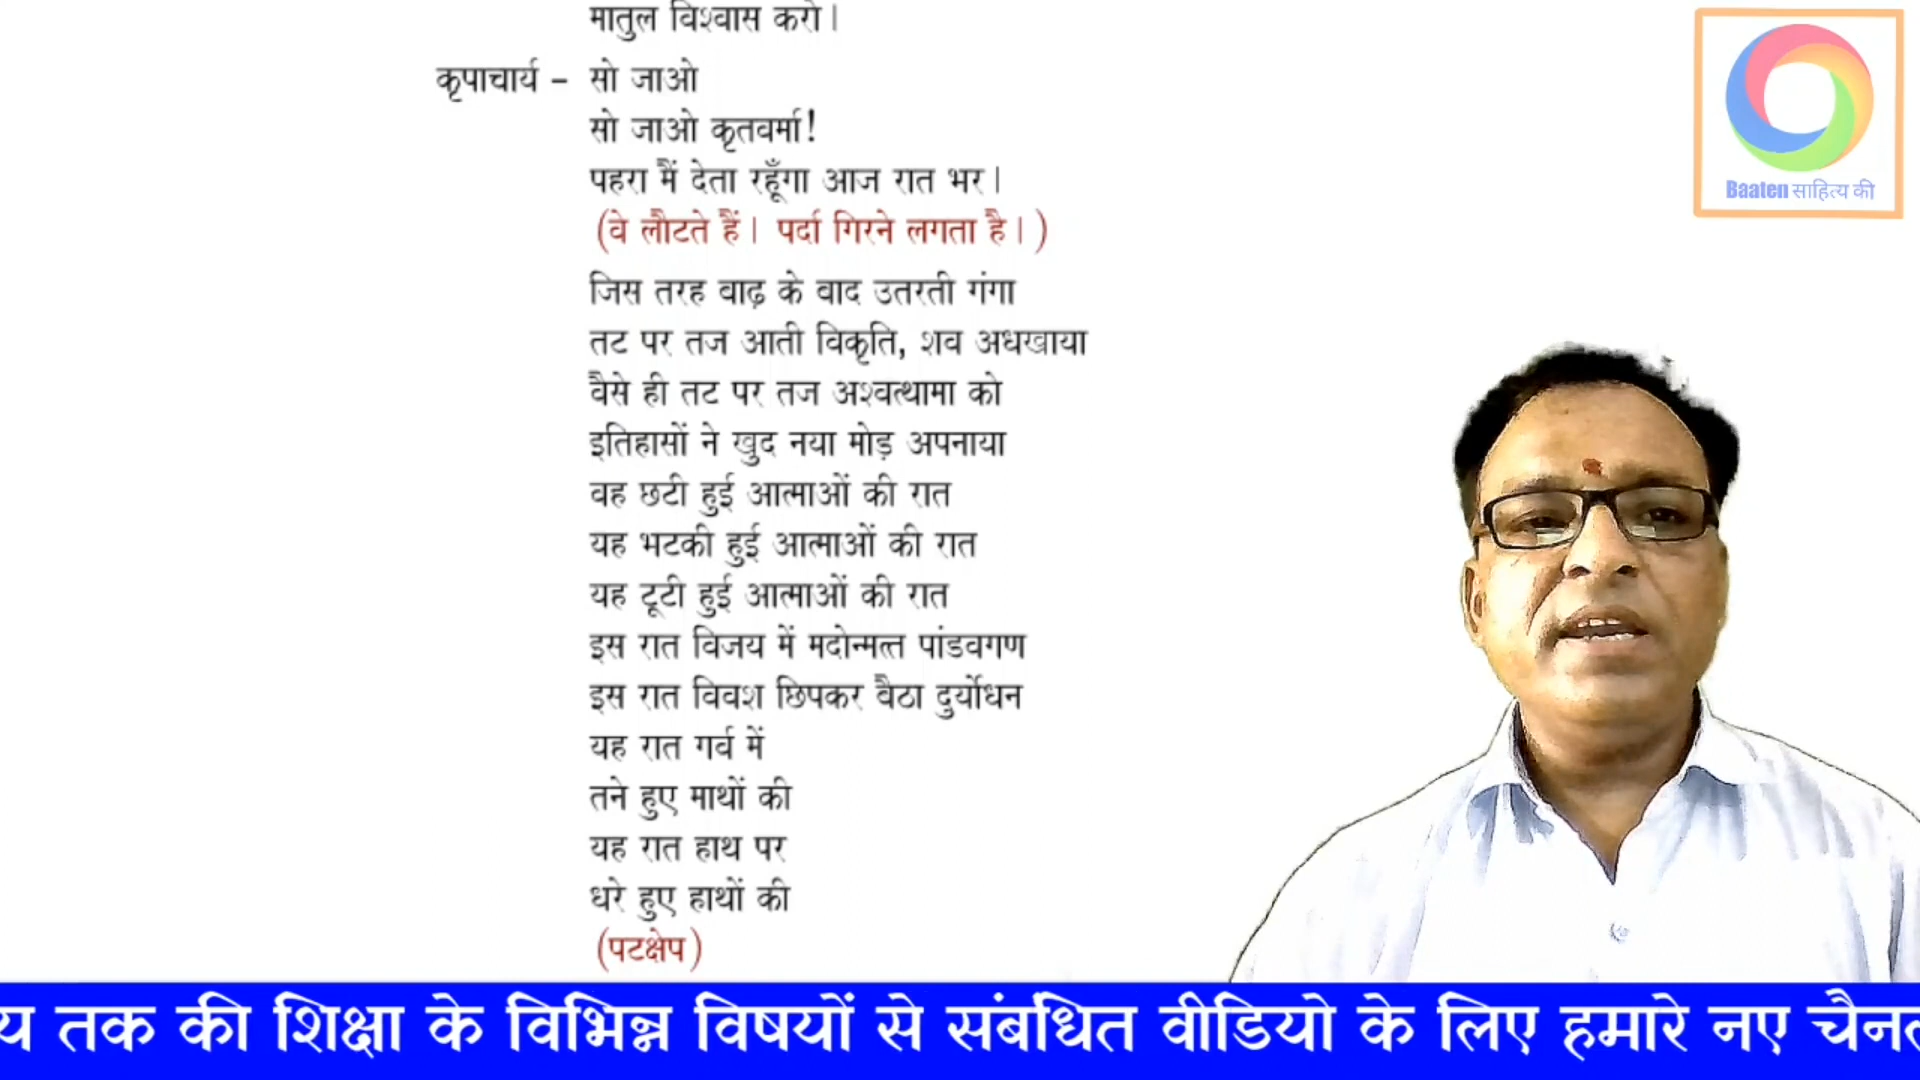 मातुल विश्वास करो।
कृपाचार्य – सो जाओ
सो जाओ कृतवर्मा!
पहरा मैं देता रहूँगा आज रात भर।
(वे लौटते हैं। पर्दा गिरने लगता है।)
जिस तरह बाढ़ के बाद उतरती गंगा
तट पर तज आती विकृति, शव अधखाया
वैसे ही तट पर तज अश्वत्थामा को
इतिहासों ने खुद नया मोड़ अपनाया
वह छटी हुई आत्माओं की रात
यह भटकी हुई आत्माओं की रात
यह टूटी हुई आत्माओं की रात
इस रात विजय में मदोन्मत्त पांडवगण
इस रात विवश छिपकर बैठा दुर्योधन
यह रात गर्व में
तने हुए माथों की
यह रात हाथ पर
धरे हुए हाथों की
(पटक्षेप)
Baaten साहित्य की
य तक की शिक्षा के विभिन्न विषयों से संबंधित वीडियो के लिए हमारे नए चैनल